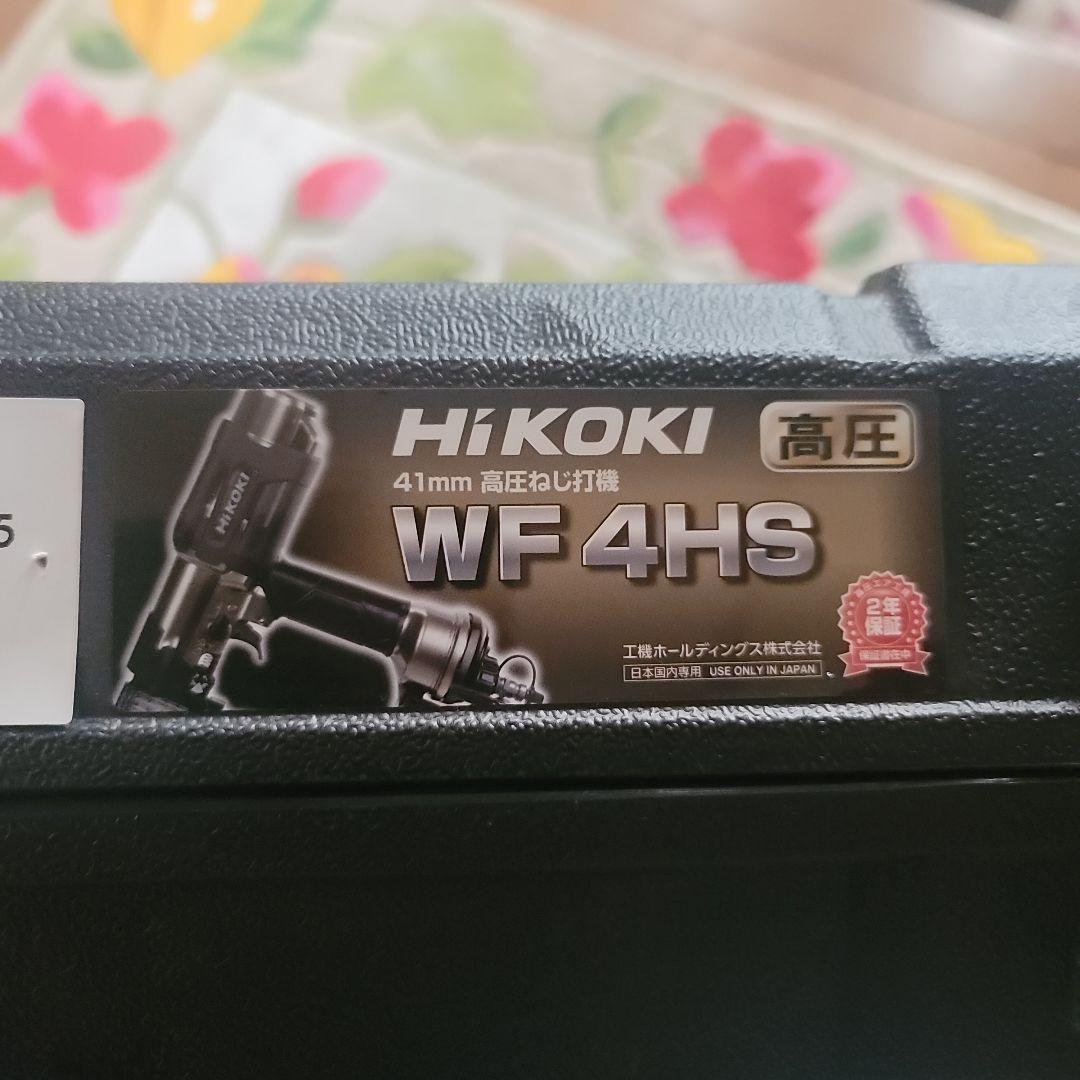 HiKOKI
高圧
41mm 高圧ねじ打機
WF 4HS
HiKOKI
2年
保証
工機ホールディングス株式会社
日本国内専用 USE ONLY IN JAPAN
5